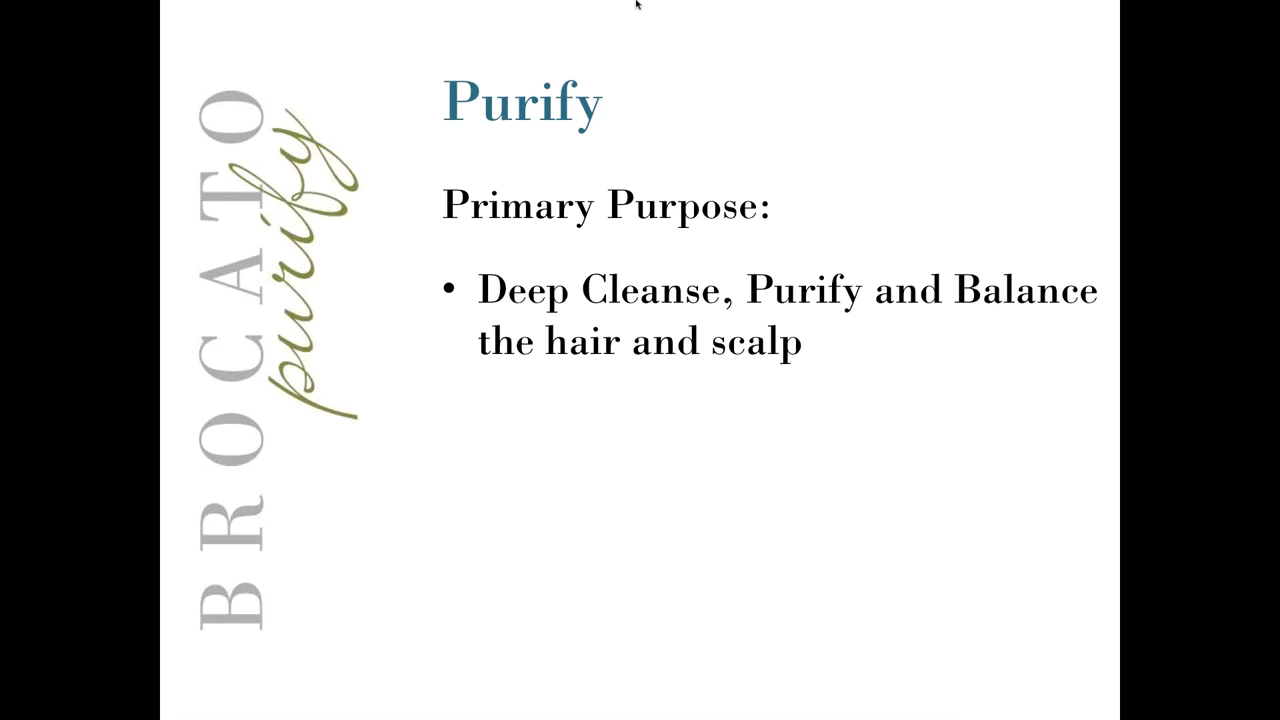 BROCATO
purify
Purify
Primary Purpose:
• Deep Cleanse, Purify and Balance
the hair and scalp